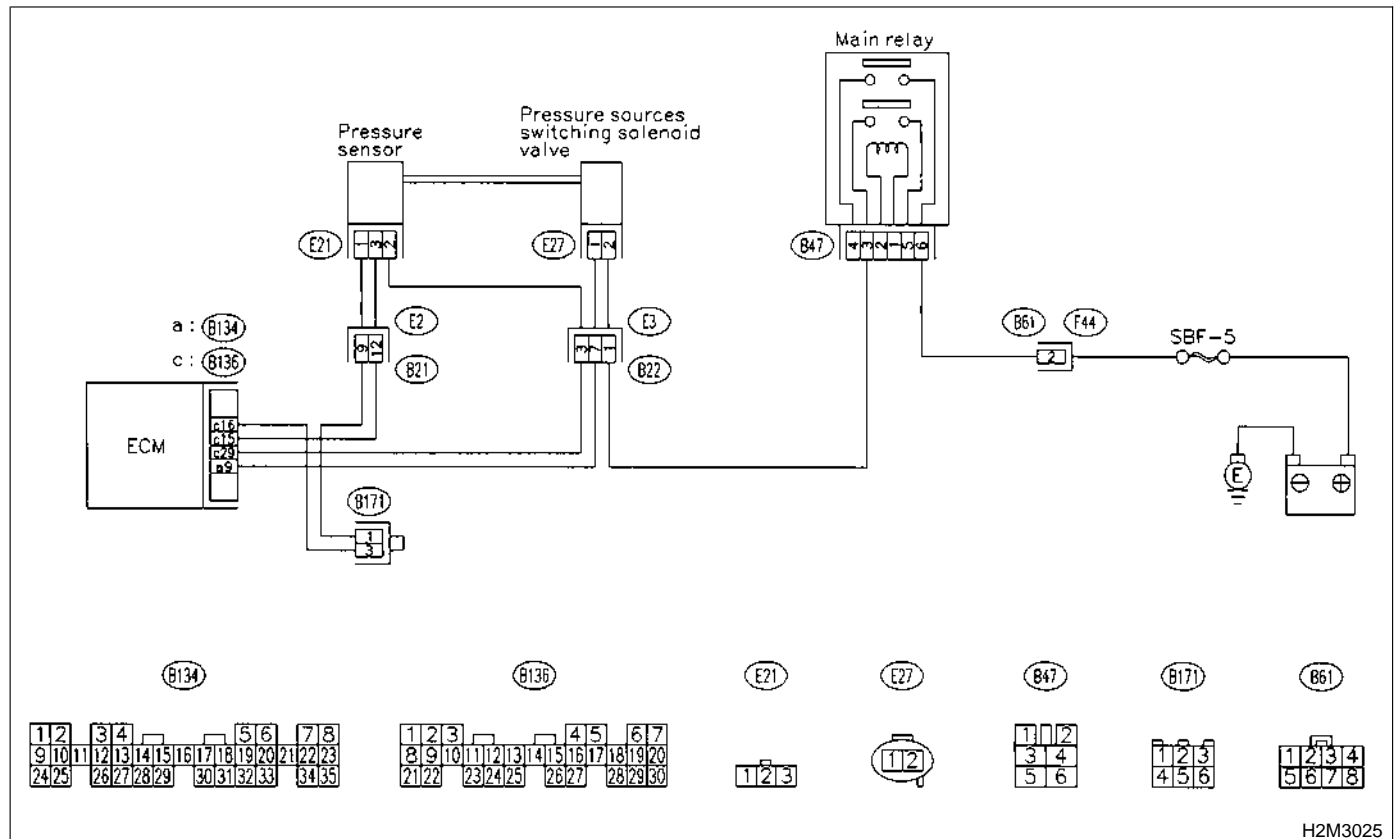 Main relay
Pressure sources
switching solenoid
valve
Pressure
sensor
E21
1 3 2
E27
1 2
B47
4 3 2 1 5 6
a : B134
c : B136
E2
9 12
B21
E3
3 7 1
B22
B61 F44
2
SBF-5
ECM
c16
c15
c29
a9
B171
1
3
E
B134 B136 E21 E27 B47 B171 B61
1 2 3 4 5 6 7 8
9 10 11 12 13 14 15 16 17 18 19 20 21 22 23
24 25 26 27 28 29 30 31 32 33 34 35
1 2 3 4 5 6 7
8 9 10 11 12 13 14 15 16 17 18 19 20
21 22 23 24 25 26 27 28 29 30
1 2 3
1 2
1 2
3 4
5 6
1 2 3
4 5 6
1 2 3 4
5 6 7 8
H2M3025